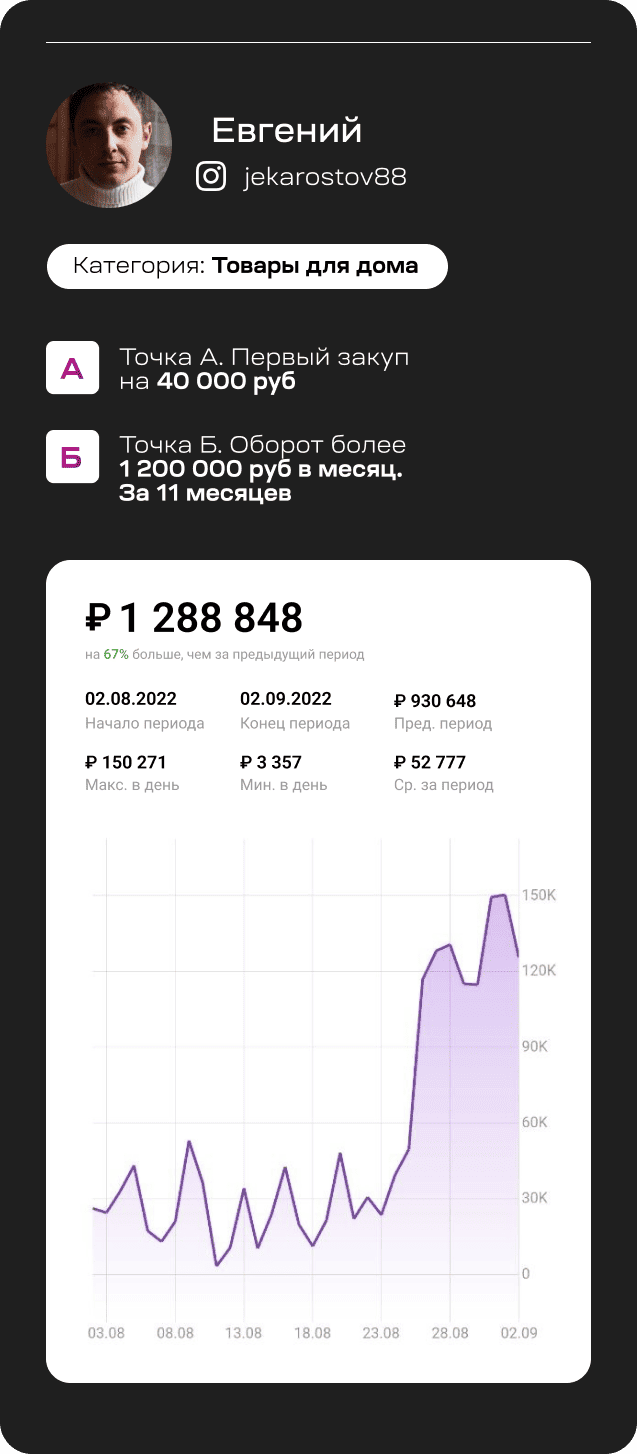 Евгений
jekarostov88
Категория: Товары для дома
А
Точка А. Первый закуп
на 40 000 руб
Б
Точка Б. Оборот более
1 200 000 руб в месяц.
За 11 месяцев
₽ 1 288 848
на 67% больше, чем за предыдущий период
02.08.2022 02.09.2022 ₽ 930 648
Начало периода Конец периода Пред. период
₽ 150 271 ₽ 3 357 ₽ 52 777
Макс. в день Мин. в день Ср. за период
150K
120K
90K
60K
30K
0
03.08 08.08 13.08 18.08 23.08 28.08 02.09